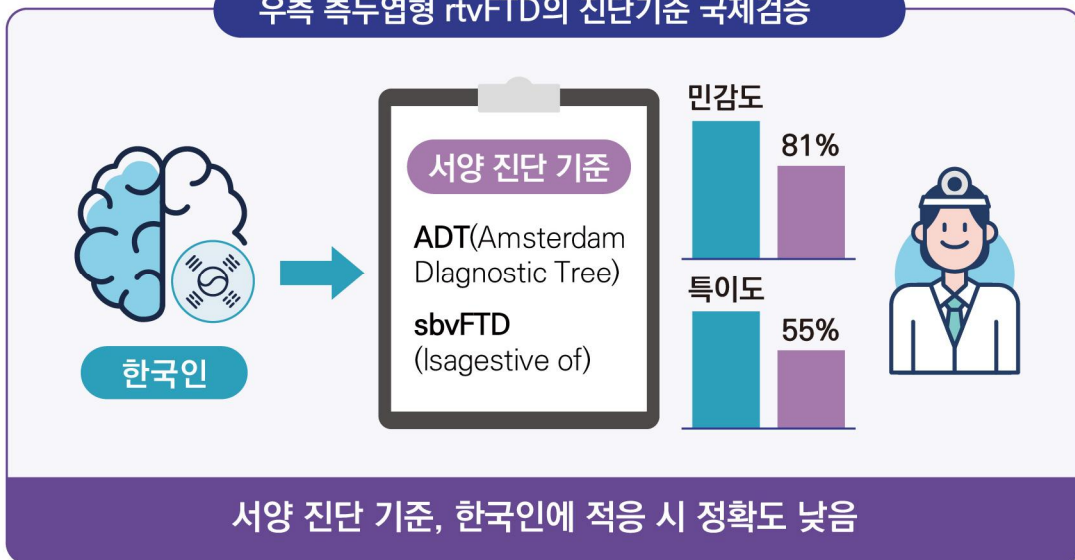 우측 측두엽형 rtvFTD의 진단기준 국제검증
한국인
서양 진단 기준
ADT(Amsterdam
DIagnostic Tree)
sbvFTD
(Isagestive of)
민감도
81%
특이도
55%
서양 진단 기준, 한국인에 적응 시 정확도 낮음